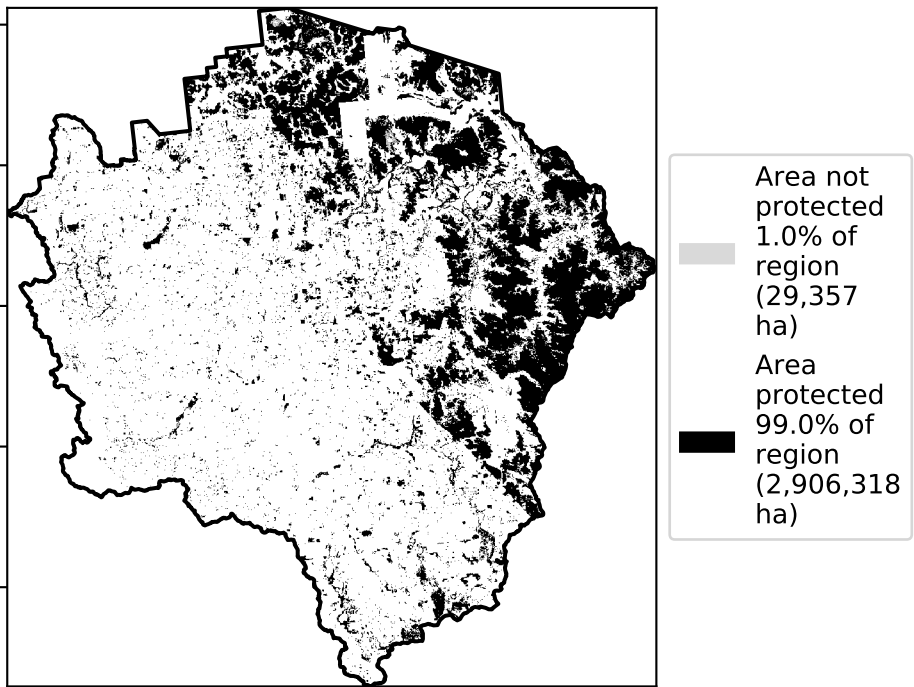 Area not
protected
1.0% of
region
(29,357
ha)
Area
protected
99.0% of
region
(2,906,318
ha)